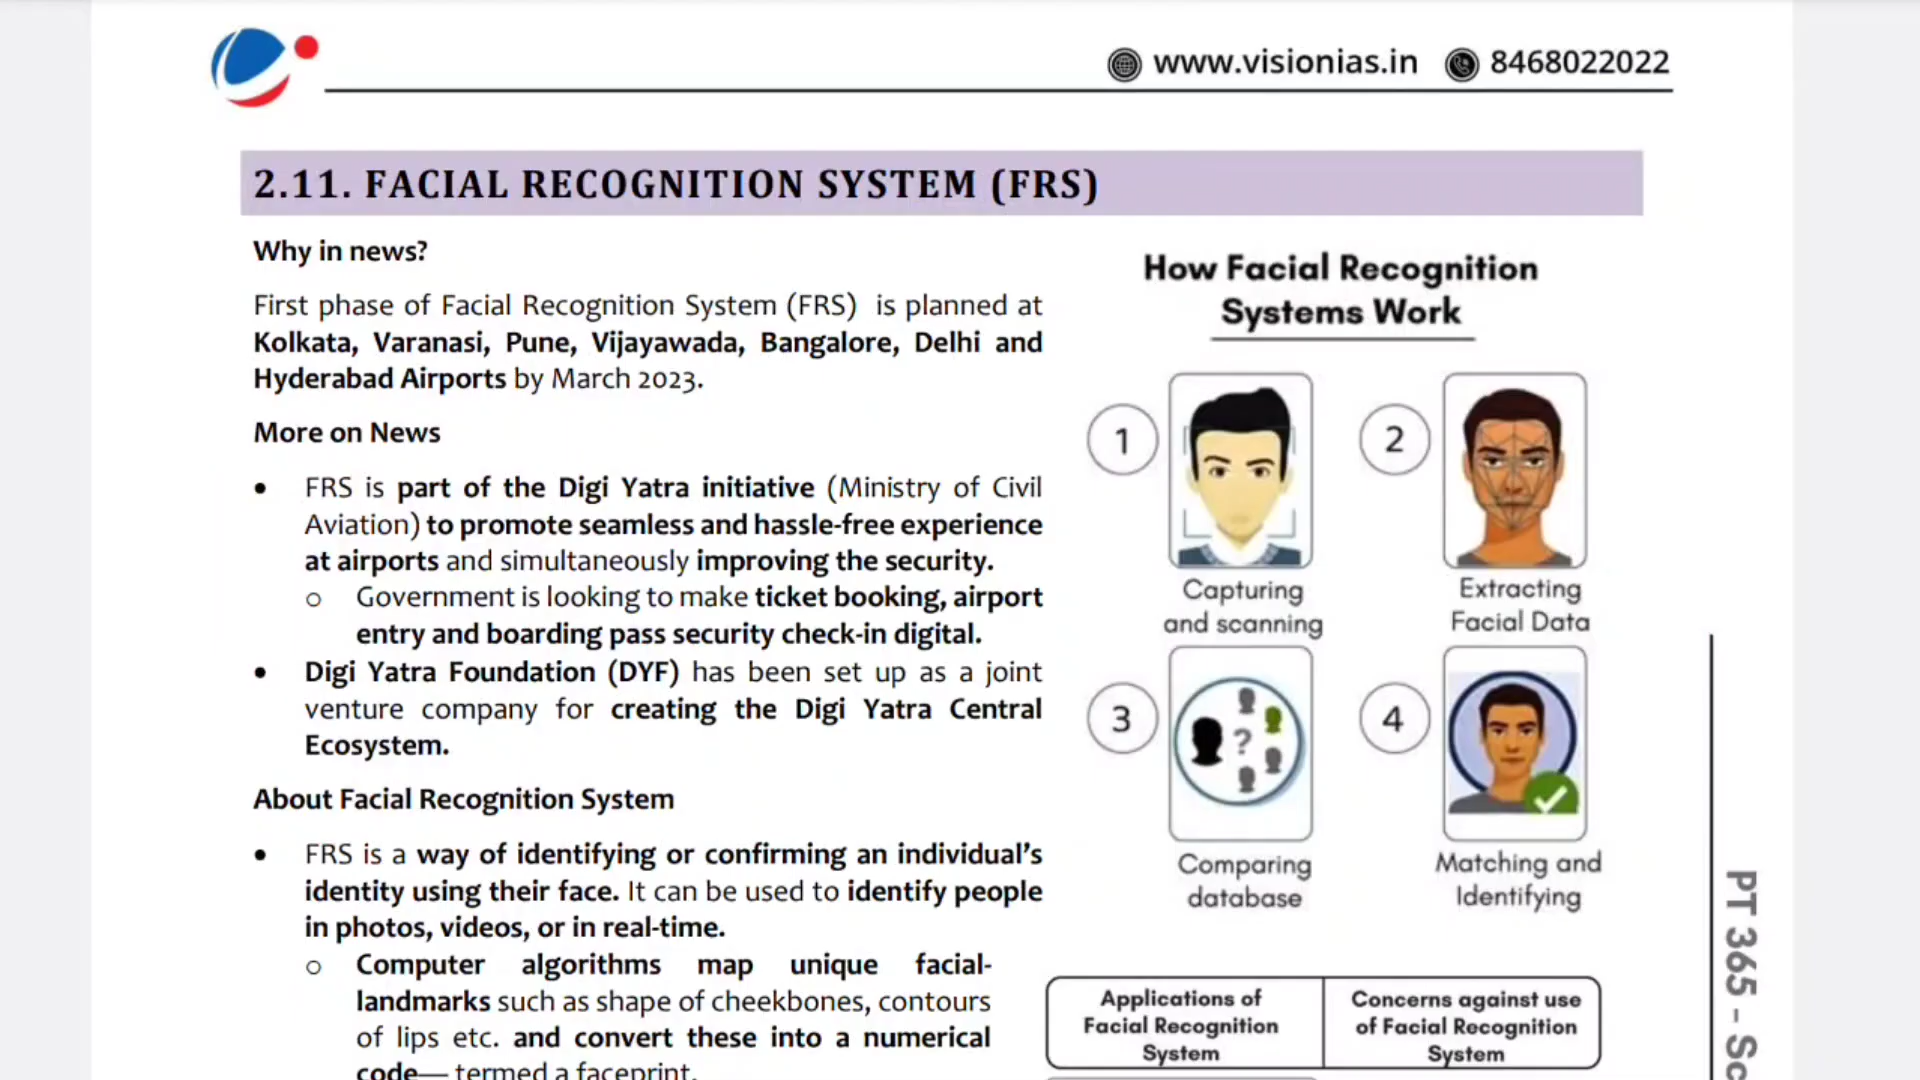 www.visionias.in 8468022022
2.11. FACIAL RECOGNITION SYSTEM (FRS)
Why in news?
First phase of Facial Recognition System (FRS) is planned at
Kolkata, Varanasi, Pune, Vijayawada, Bangalore, Delhi and
Hyderabad Airports by March 2023.
More on News
• FRS is part of the Digi Yatra initiative (Ministry of Civil
Aviation) to promote seamless and hassle-free experience
at airports and simultaneously improving the security.
o Government is looking to make ticket booking, airport
entry and boarding pass security check-in digital.
• Digi Yatra Foundation (DYF) has been set up as a joint
venture company for creating the Digi Yatra Central
Ecosystem.
About Facial Recognition System
• FRS is a way of identifying or confirming an individual's
identity using their face. It can be used to identify people
in photos, videos, or in real-time.
o Computer algorithms map unique facial-
landmarks such as shape of cheekbones, contours
of lips etc. and convert these into a numerical
code— termed a faceprint.
How Facial Recognition
Systems Work
1
2
Capturing
and scanning
Extracting
Facial Data
3
?
4
Comparing
database
Matching and
Identifying
Applications of
Facial Recognition
System
Concerns against use
of Facial Recognition
System
PT 365 - Sc